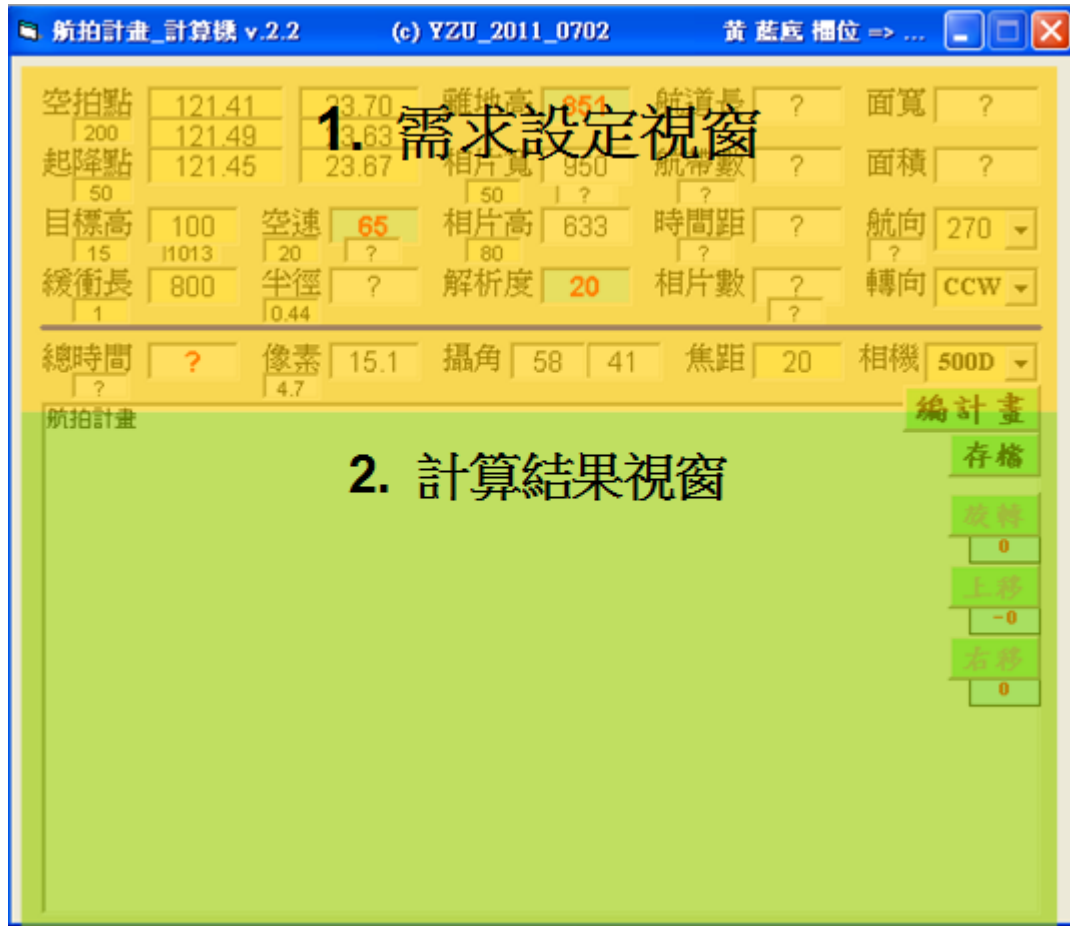 航拍計畫_計算機 v.2.2 (c) YZU_2011_0702 黃 藍底 欄位 => ...
空拍點 121.41 23.70 離地高 851 航道長 ? 面寬 ?
200 121.49 23.63
1. 需求設定視窗
起降點 121.45 23.67 相片寬 950 航帶數 ? 面積 ?
50 50 ? ?
目標高 100 空速 65 相片高 633 時間距 ? 航向 270
15 1013 20 ? 80 ? ?
緩衝長 800 半徑 ? 解析度 20 相片數 ? 轉向 CCW
1 0.44 ?
總時間 ? 像素 15.1 攝角 58 41 焦距 20 相機 500D
? 4.7
航拍計畫 編計畫
2. 計算結果視窗
存檔
旋轉
0
上移
-0
右移
0